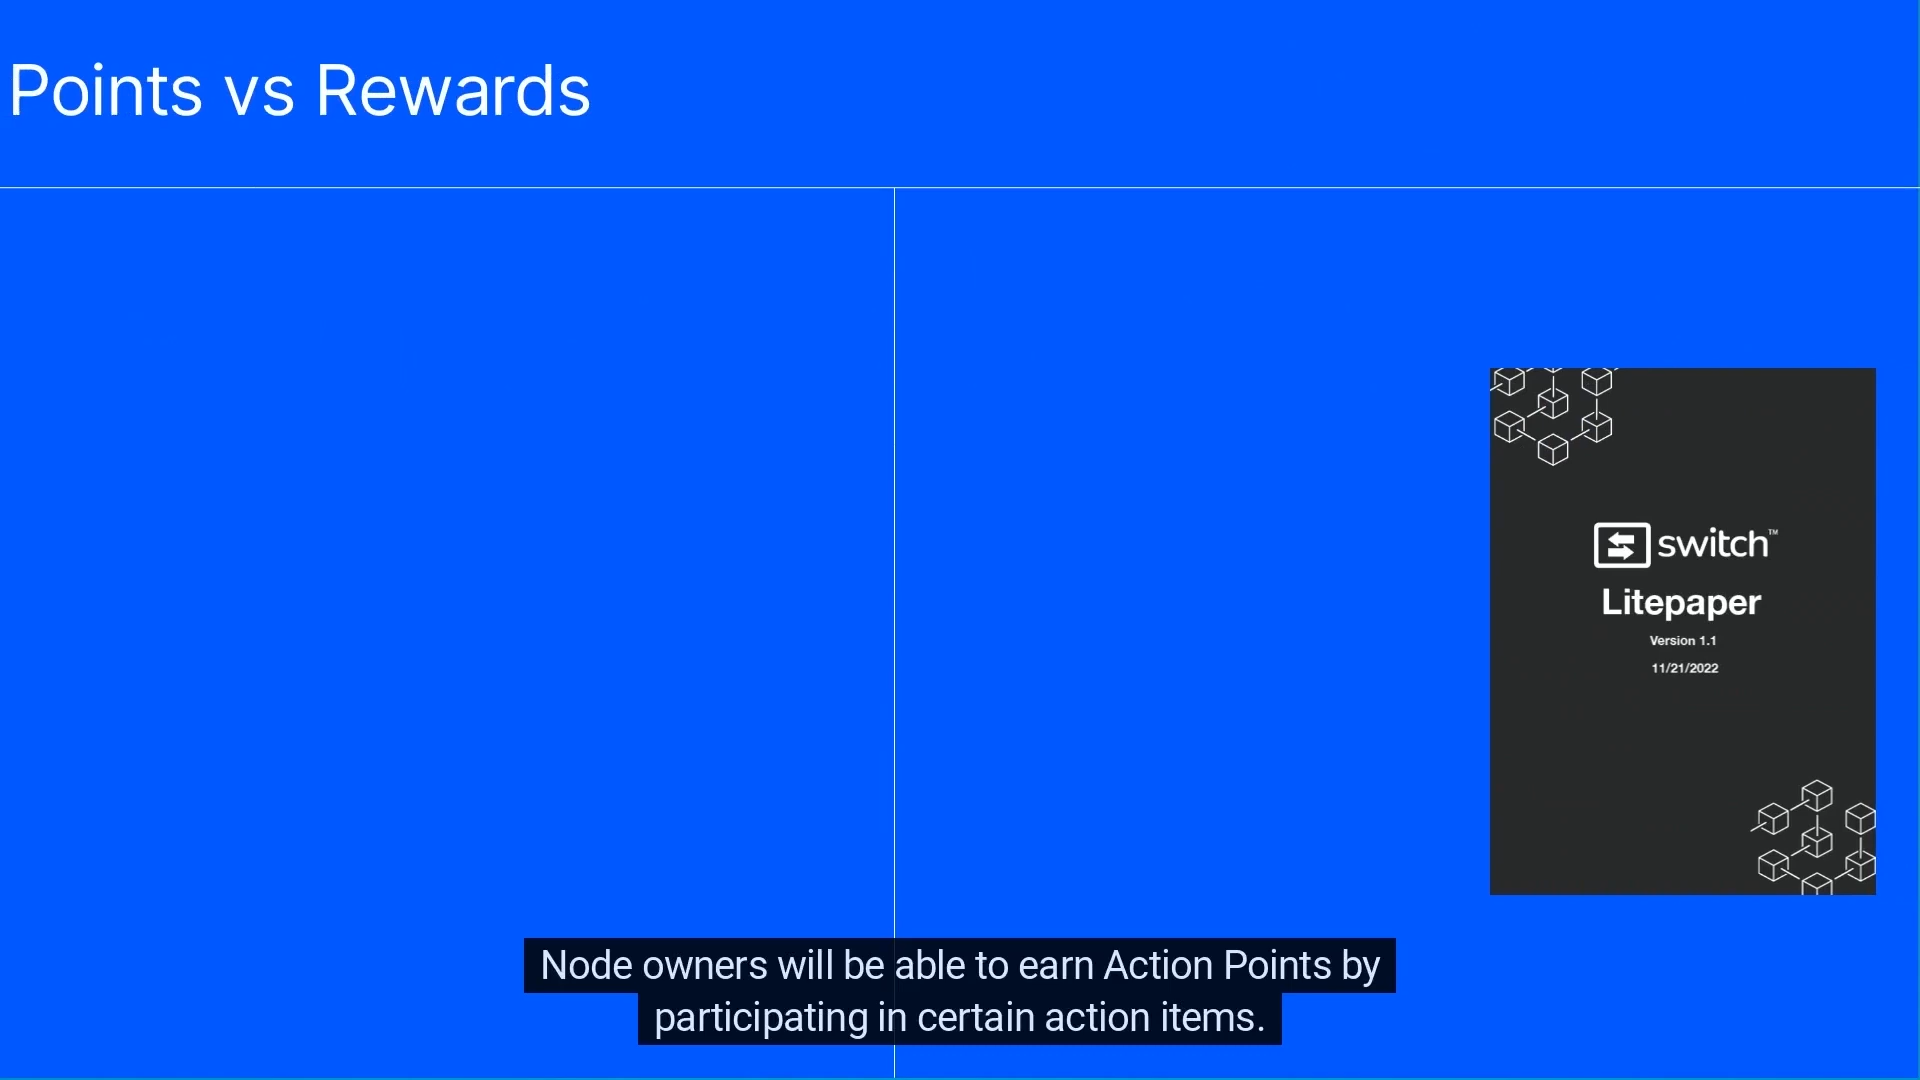 Points vs Rewards
switch™
Litepaper
Version 1.1
11/21/2022
Node owners will be able to earn Action Points by
participating in certain action items.